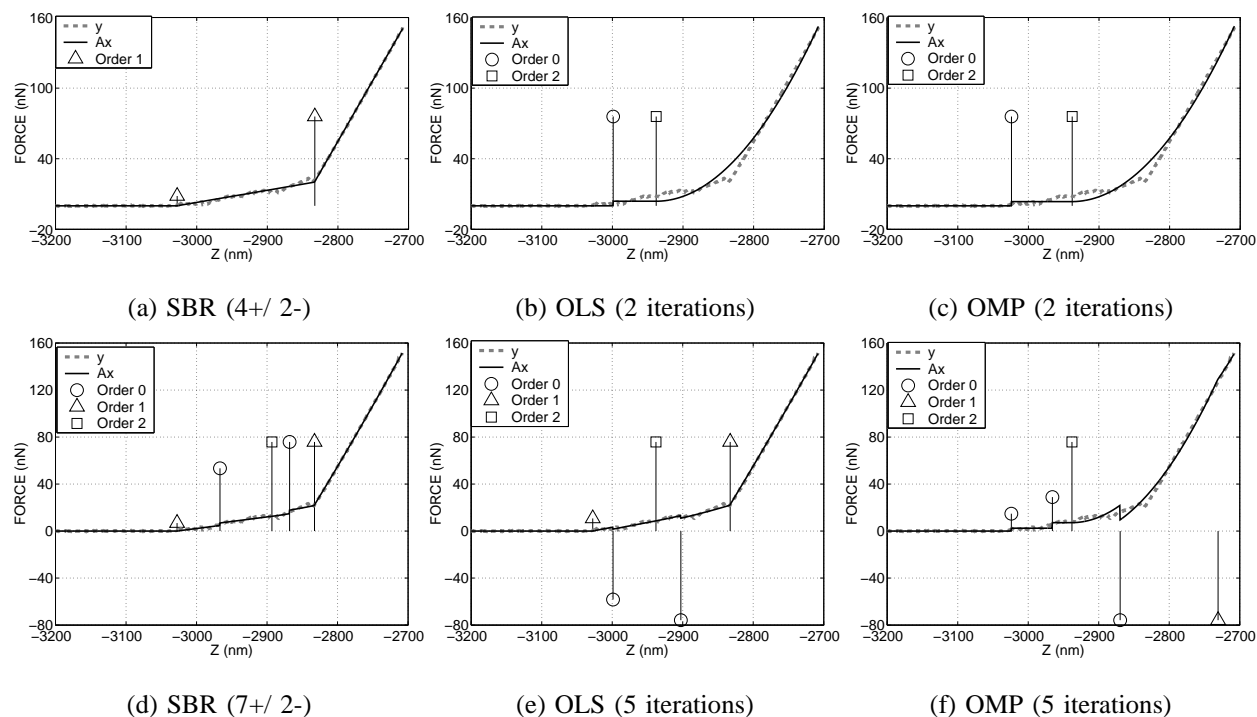 160
100
40
−20
FORCE (nN)
−3200 −3100 −3000 −2900 −2800 −2700
Z (nm)
y
Ax
Order 1
(a) SBR (4+/ 2-)
160
100
40
−20
FORCE (nN)
−3200 −3100 −3000 −2900 −2800 −2700
Z (nm)
y
Ax
Order 0
Order 2
(b) OLS (2 iterations)
160
100
40
−20
FORCE (nN)
−3200 −3100 −3000 −2900 −2800 −2700
Z (nm)
y
Ax
Order 0
Order 2
(c) OMP (2 iterations)
160
120
80
40
0
−40
−80
FORCE (nN)
−3200 −3100 −3000 −2900 −2800 −2700
Z (nm)
y
Ax
Order 0
Order 1
Order 2
(d) SBR (7+/ 2-)
160
120
80
40
0
−40
−80
FORCE (nN)
−3200 −3100 −3000 −2900 −2800 −2700
Z (nm)
y
Ax
Order 0
Order 1
Order 2
(e) OLS (5 iterations)
160
120
80
40
0
−40
−80
FORCE (nN)
−3200 −3100 −3000 −2900 −2800 −2700
Z (nm)
y
Ax
Order 0
Order 1
Order 2
(f) OMP (5 iterations)